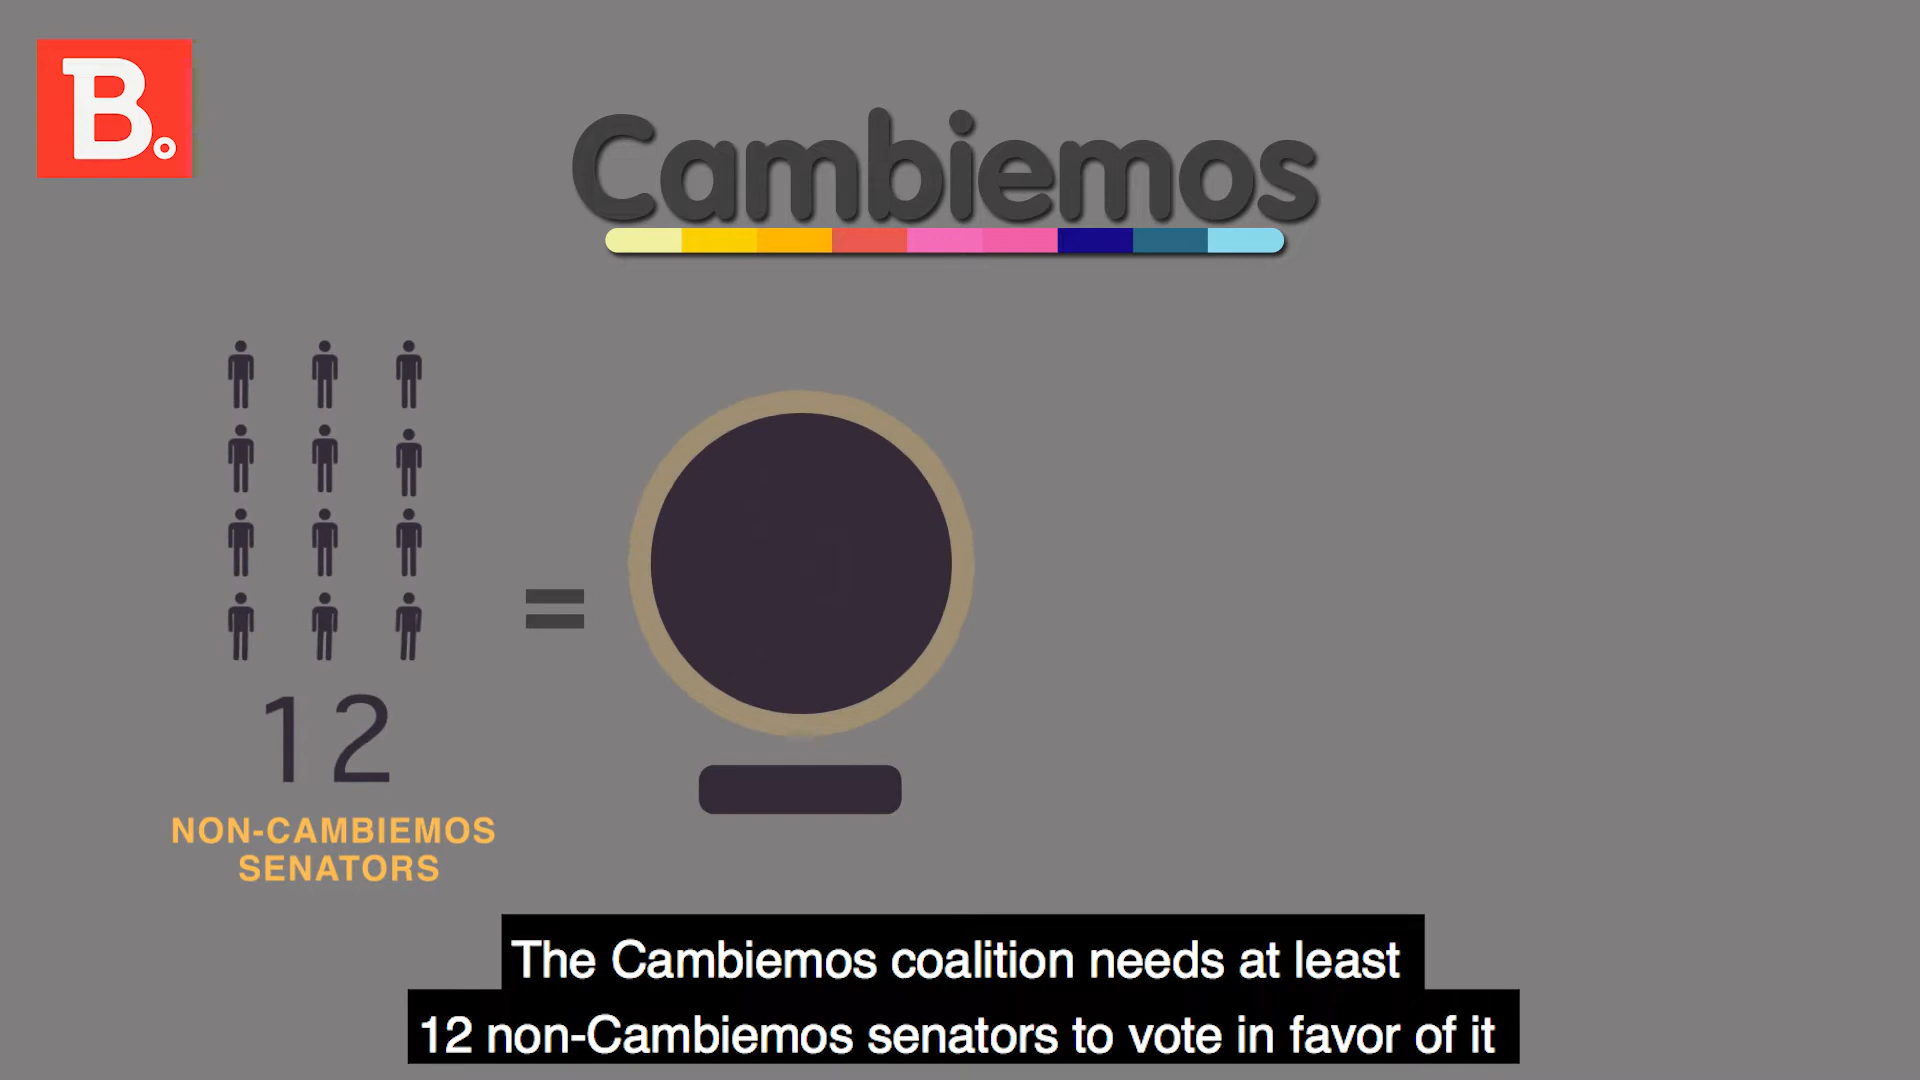 B.
Cambiemos
=
12
NON-CAMBIEMOS
SENATORS
The Cambiemos coalition needs at least
12 non-Cambiemos senators to vote in favor of it